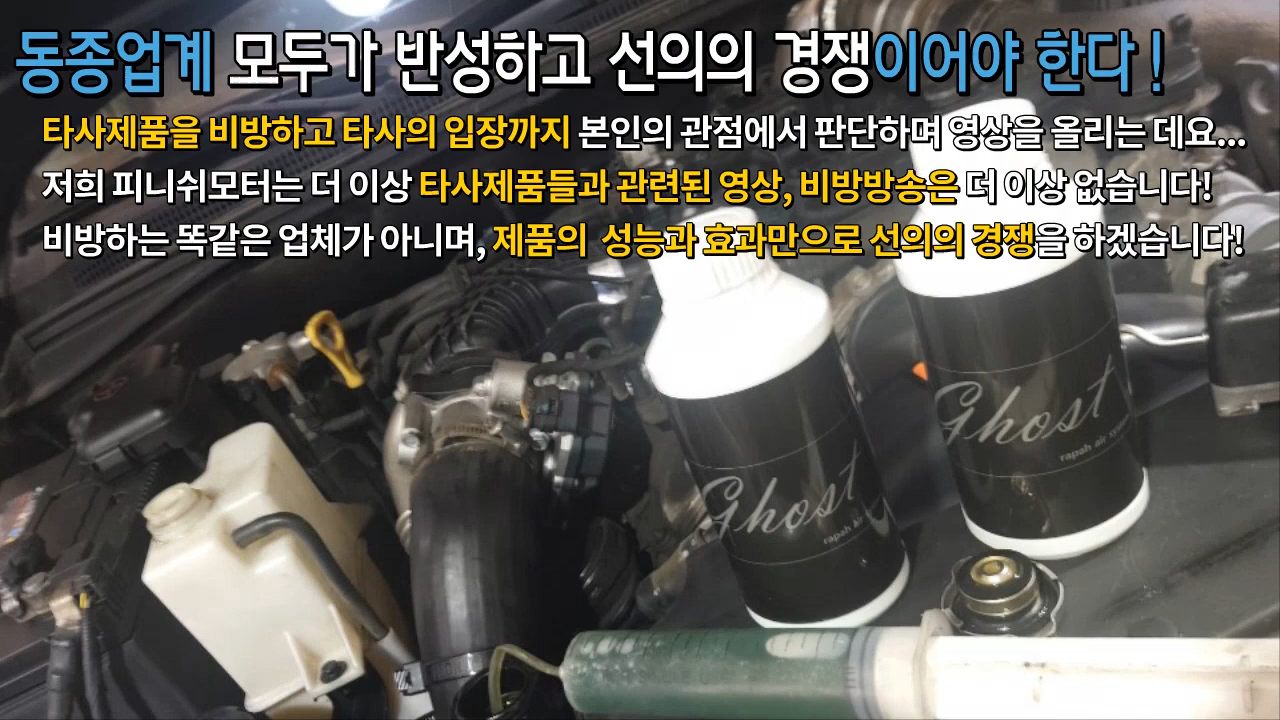 동종업계 모두가 반성하고 선의의 경쟁이어야 한다!
타사제품을 비방하고 타사의 입장까지 본인의 관점에서 판단하며 영상을 올리는 데요...
저희 피니쉬모터는 더 이상 타사제품들과 관련된 영상, 비방방송은 더 이상 없습니다!
비방하는 똑같은 업체가 아니며, 제품의 성능과 효과만으로 선의의 경쟁을 하겠습니다!
Ghost
rapah air
Ghost
rapah air